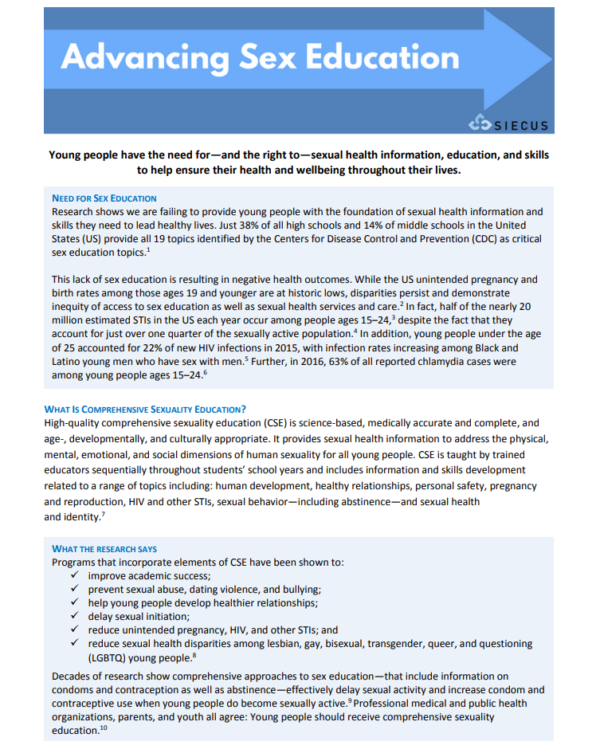 Advancing Sex Education
SIECUS
Young people have the need for—and the right to—sexual health information, education, and skills
to help ensure their health and wellbeing throughout their lives.
NEED FOR SEX EDUCATION
Research shows we are failing to provide young people with the foundation of sexual health information and
skills they need to lead healthy lives. Just 38% of all high schools and 14% of middle schools in the United
States (US) provide all 19 topics identified by the Centers for Disease Control and Prevention (CDC) as critical
sex education topics.¹
This lack of sex education is resulting in negative health outcomes. While the US unintended pregnancy and
birth rates among those ages 19 and younger are at historic lows, disparities persist and demonstrate
inequity of access to sex education as well as sexual health services and care.² In fact, half of the nearly 20
million estimated STIs in the US each year occur among people ages 15–24,³ despite the fact that they
account for just over one quarter of the sexually active population.⁴ In addition, young people under the age
of 25 accounted for 22% of new HIV infections in 2015, with infection rates increasing among Black and
Latino young men who have sex with men.⁵ Further, in 2016, 63% of all reported chlamydia cases were
among young people ages 15–24.⁶
WHAT IS COMPREHENSIVE SEXUALITY EDUCATION?
High-quality comprehensive sexuality education (CSE) is science-based, medically accurate and complete, and
age-, developmentally, and culturally appropriate. It provides sexual health information to address the physical,
mental, emotional, and social dimensions of human sexuality for all young people. CSE is taught by trained
educators sequentially throughout students' school years and includes information and skills development
related to a range of topics including: human development, healthy relationships, personal safety, pregnancy
and reproduction, HIV and other STIs, sexual behavior—including abstinence—and sexual health
and identity.⁷
WHAT THE RESEARCH SAYS
Programs that incorporate elements of CSE have been shown to:
✓ improve academic success;
✓ prevent sexual abuse, dating violence, and bullying;
✓ help young people develop healthier relationships;
✓ delay sexual initiation;
✓ reduce unintended pregnancy, HIV, and other STIs; and
✓ reduce sexual health disparities among lesbian, gay, bisexual, transgender, queer, and questioning
(LGBTQ) young people.⁸
Decades of research show comprehensive approaches to sex education—that include information on
condoms and contraception as well as abstinence—effectively delay sexual activity and increase condom and
contraceptive use when young people do become sexually active.⁹ Professional medical and public health
organizations, parents, and youth all agree: Young people should receive comprehensive sexuality
education.¹⁰